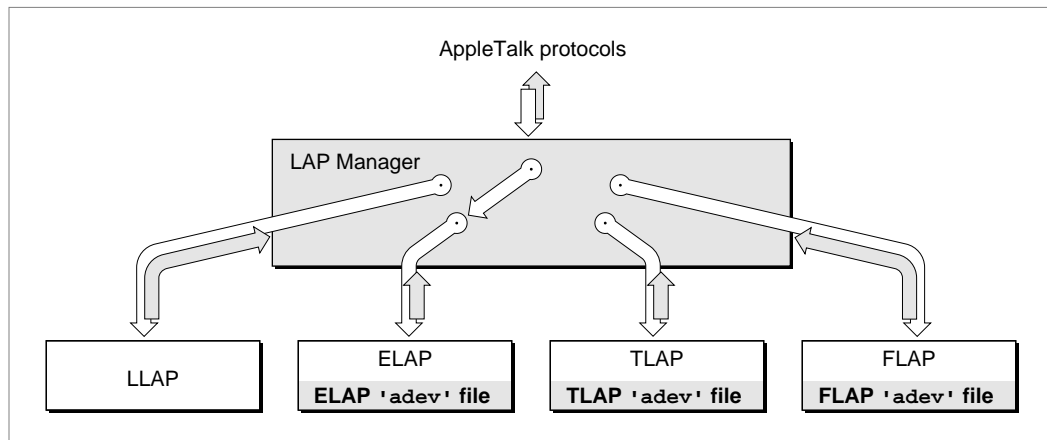 AppleTalk protocols
LAP Manager
LLAP
ELAP
ELAP 'adev' file
TLAP
TLAP 'adev' file
FLAP
FLAP 'adev' file